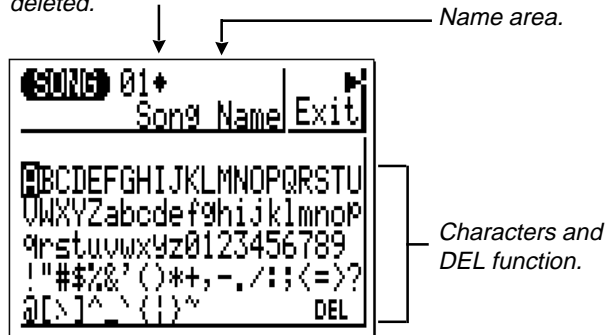 deleted.
Name area.
SONG 01♦
Song Name Exit
ABCDEFGHIJKLMNOPQRSTU
VWXYZabcdefghijklmnop
qrstuvwxyz0123456789
!"#$%&'()*+,-./:;<=>?
@[\]^_`{|}~ DEL
Characters and
DEL function.